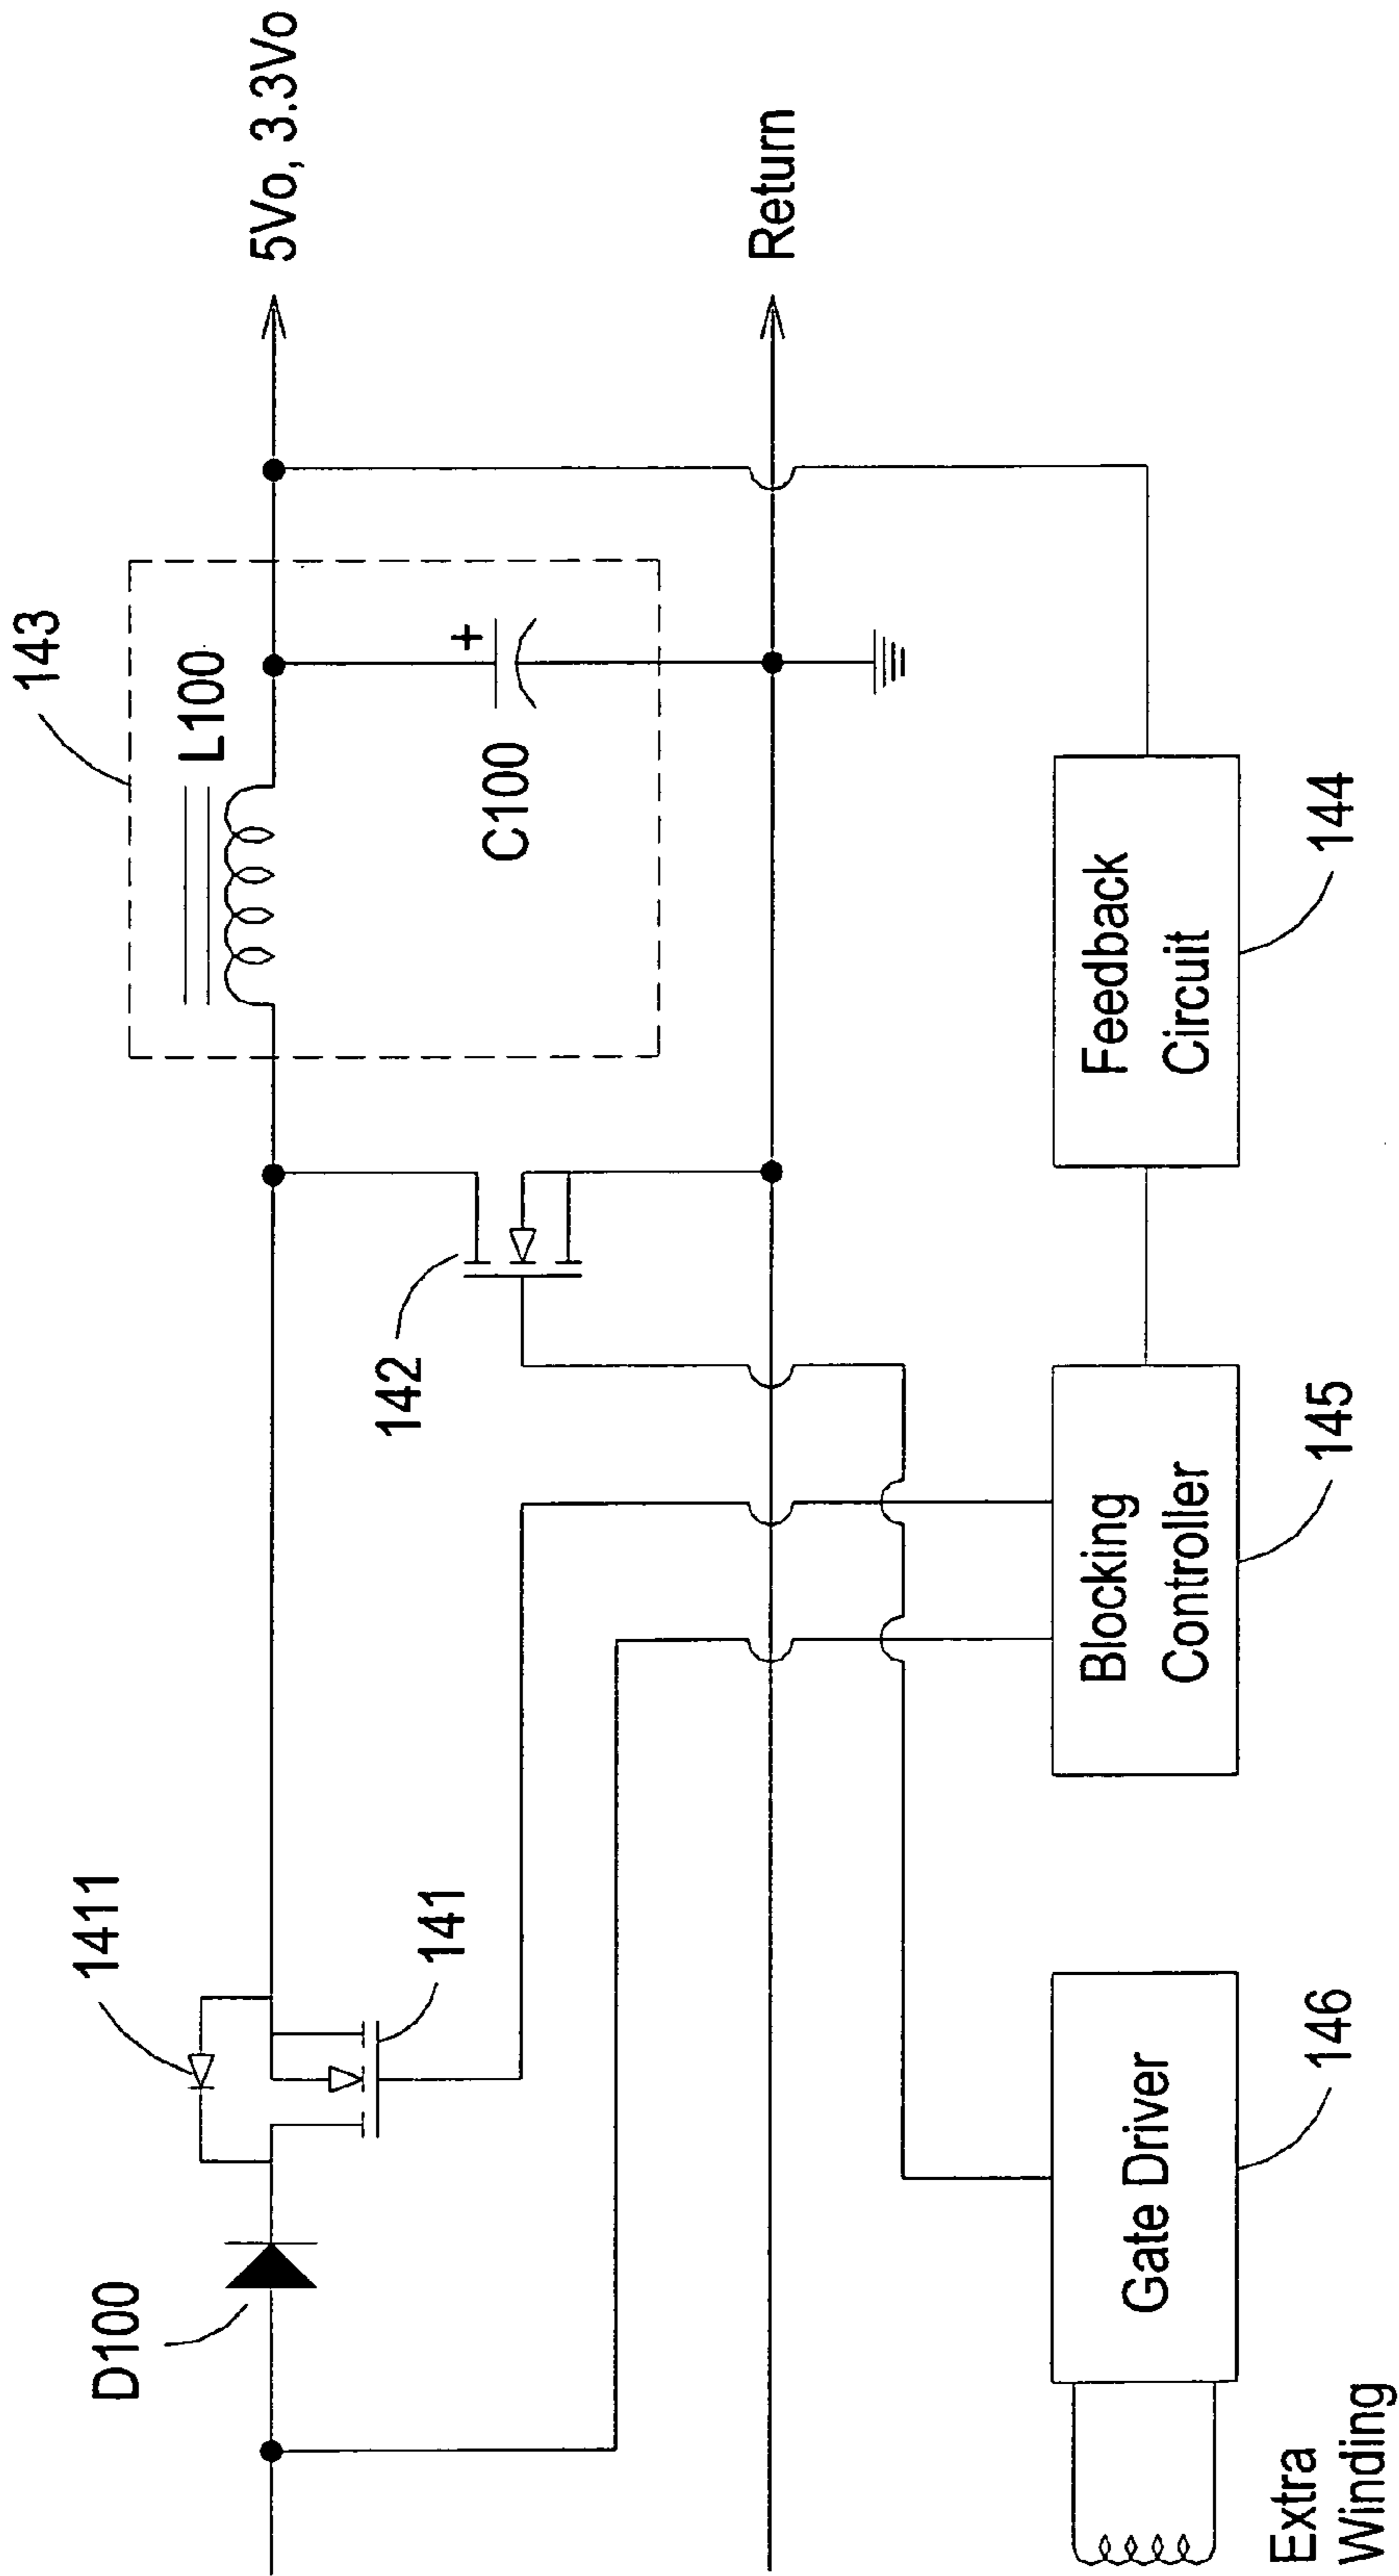 143
L100
5Vo, 3.3Vo
1411
D100
141
142
+
C100
Return
Extra
Winding
Gate Driver
146
Blocking
Controller
145
Feedback
Circuit
144